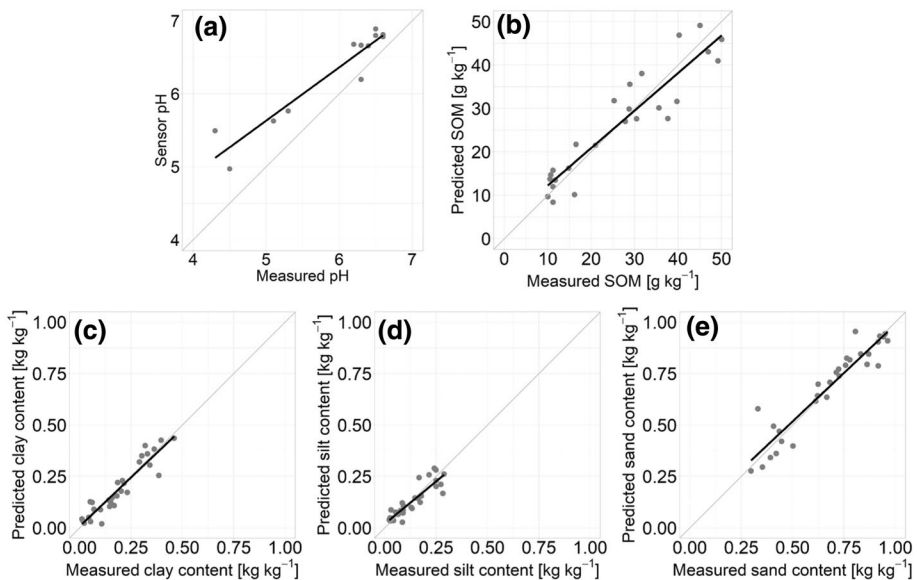 (a)
7
6
5
4
Sensor pH
4 5 6 7
Measured pH
(b)
50
40
30
20
10
0
Predicted SOM [g kg⁻¹]
0 10 20 30 40 50
Measured SOM [g kg⁻¹]
(c)
1.00
0.75
0.50
0.25
0.00
Predicted clay content [kg kg⁻¹]
0.00 0.25 0.50 0.75 1.00
Measured clay content [kg kg⁻¹]
(d)
1.00
0.75
0.50
0.25
0.00
Predicted silt content [kg kg⁻¹]
0.00 0.25 0.50 0.75 1.00
Measured silt content [kg kg⁻¹]
(e)
1.00
0.75
0.50
0.25
0.00
Predicted sand content [kg kg⁻¹]
0.00 0.25 0.50 0.75 1.00
Measured sand content [kg kg⁻¹]